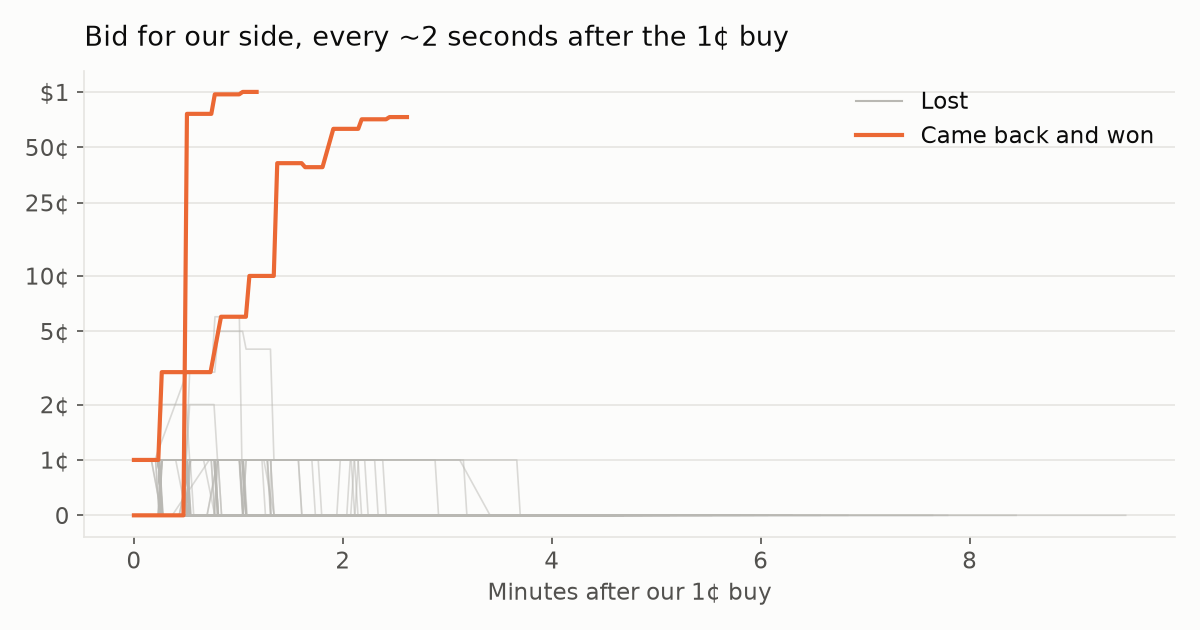 Bid for our side, every ~2 seconds after the 1¢ buy
$1
50¢
25¢
10¢
5¢
2¢
1¢
0
Lost
Came back and won
0 2 4 6 8
Minutes after our 1¢ buy